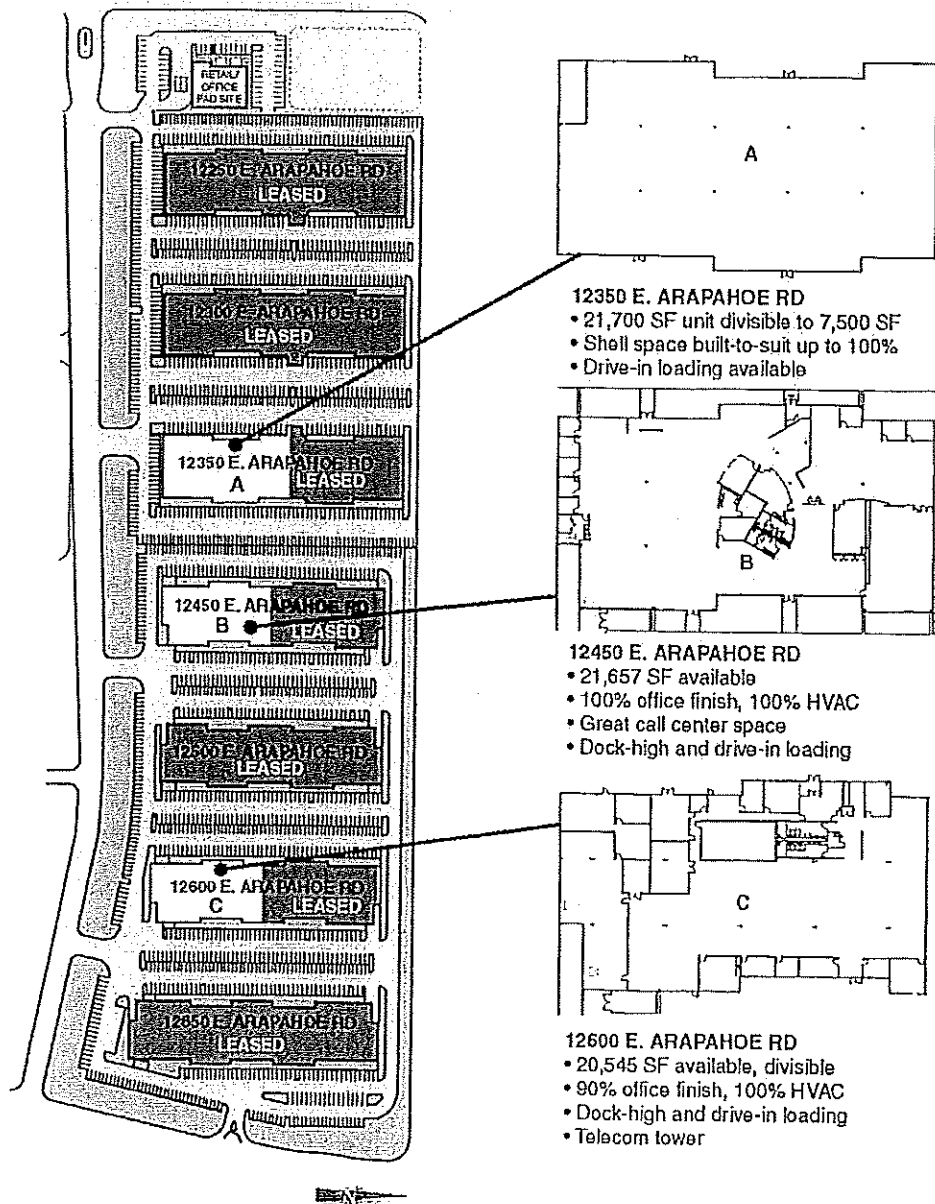 RETAIL/
OFFICE
PAD SITE
12250 E. ARAPAHOE RD
LEASED
12300 E. ARAPAHOE RD
LEASED
12350 E. ARAPAHOE RD
A
LEASED
12450 E. ARAPAHOE RD
B
LEASED
12500 E. ARAPAHOE RD
LEASED
12600 E. ARAPAHOE RD
C
LEASED
12650 E. ARAPAHOE RD
LEASED
N
A
12350 E. ARAPAHOE RD
• 21,700 SF unit divisible to 7,500 SF
• Shell space built-to-suit up to 100%
• Drive-in loading available
B
12450 E. ARAPAHOE RD
• 21,657 SF available
• 100% office finish, 100% HVAC
• Great call center space
• Dock-high and drive-in loading
C
12600 E. ARAPAHOE RD
• 20,545 SF available, divisible
• 90% office finish, 100% HVAC
• Dock-high and drive-in loading
• Telecom tower